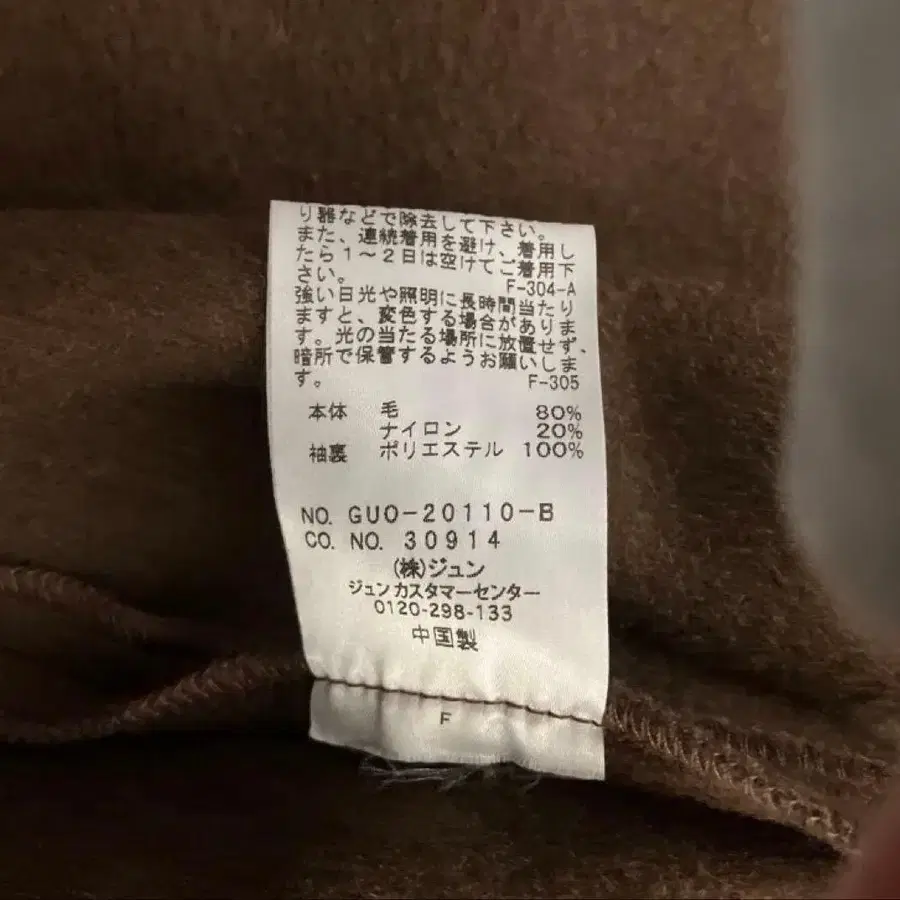 り器などで除去して下さい。
また、連続着用を避け、着用し
たら1~2日は空けてご着用下
さい。
F-304-A
強い日光や照明に長時間当たり
ますと、変色する場合がありま
す。光の当たる場所に放置せず、
暗所で保管するようお願いしま
す。
F-305
本体 毛 80%
ナイロン 20%
袖裏 ポリエステル 100%
NO. GUO-20110-B
CO. NO. 30914
(株)ジュン
ジュンカスタマーセンター
0120-298-133
中国製
F